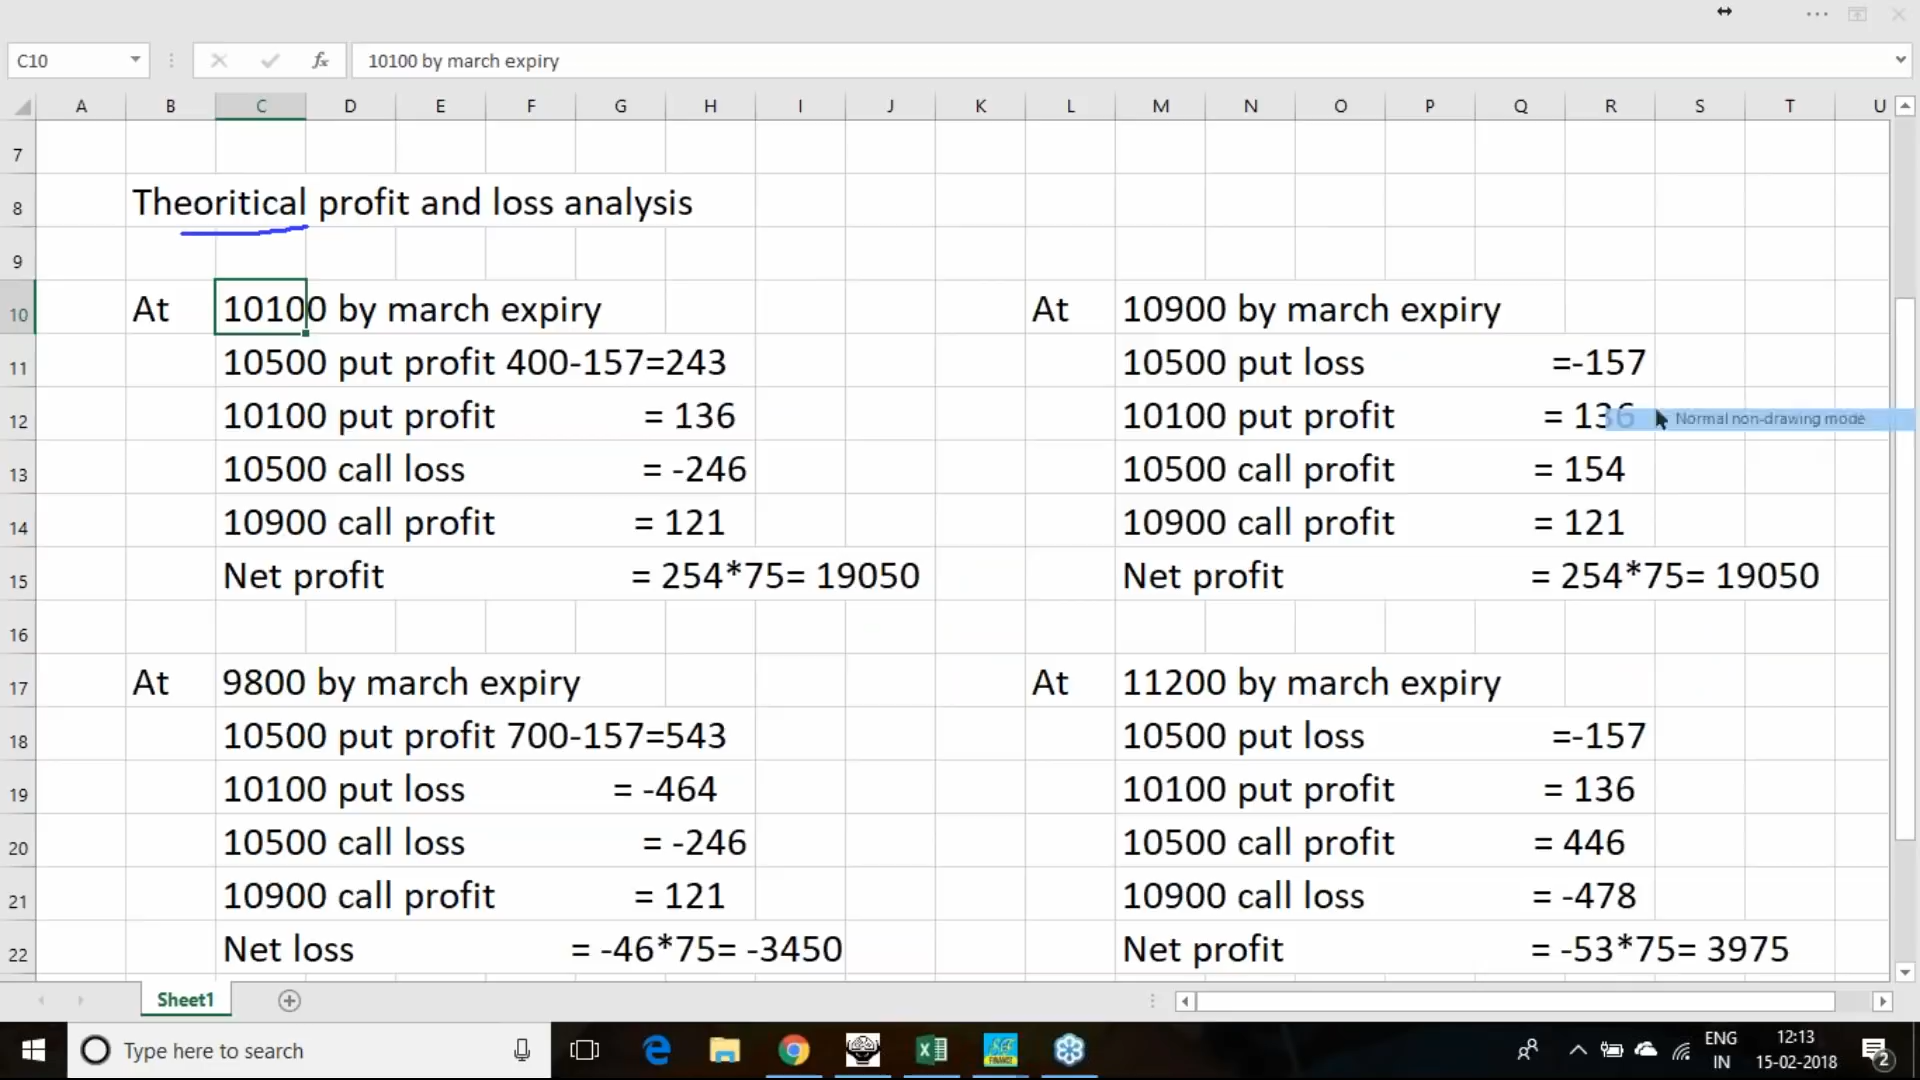 C10
fx
10100 by march expiry
A B C D E F G H I J K L M N O P Q R S T U
7
8 Theoritical profit and loss analysis
9
10 At 10100 by march expiry At 10900 by march expiry
11 10500 put profit 400-157=243 10500 put loss =-157
12 10100 put profit = 136 10100 put profit = 136
Normal non-drawing mode
13 10500 call loss = -246 10500 call profit = 154
14 10900 call profit = 121 10900 call profit = 121
15 Net profit = 254*75= 19050 Net profit = 254*75= 19050
16
17 At 9800 by march expiry At 11200 by march expiry
18 10500 put profit 700-157=543 10500 put loss =-157
19 10100 put loss = -464 10100 put profit = 136
20 10500 call loss = -246 10500 call profit = 446
21 10900 call profit = 121 10900 call loss = -478
22 Net loss = -46*75= -3450 Net profit = -53*75= 3975
Sheet1
Type here to search
FINANCE
ENG
IN
12:13
15-02-2018
2